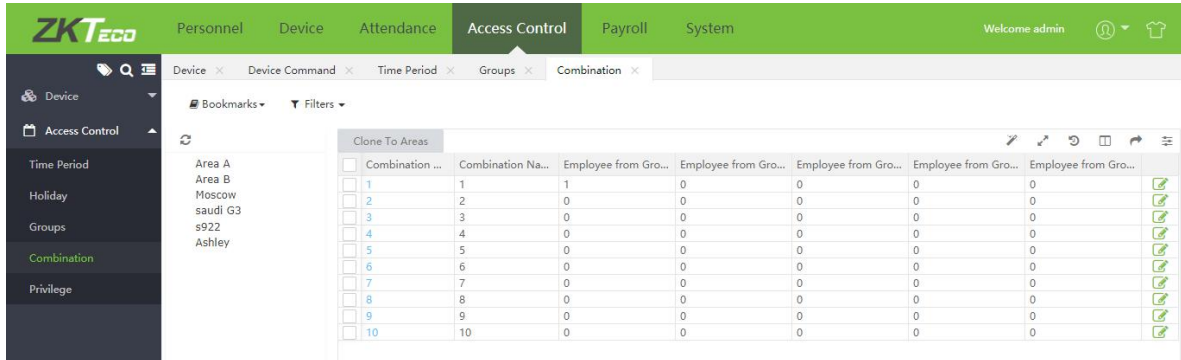 ZKTeco Personnel Device Attendance Access Control Payroll System Welcome admin
Device Device Command Time Period Groups Combination
Device
Bookmarks Filters
Access Control
Clone To Areas
Time Period
Holiday
Groups
Combination
Privilege
Area A
Area B
Moscow
saudi G3
s922
Ashley
Combination ... Combination Na... Employee from Gro... Employee from Gro... Employee from Gro... Employee from Gro... Employee from Gro...
1 1 1 0 0 0 0
2 2 0 0 0 0 0
3 3 0 0 0 0 0
4 4 0 0 0 0 0
5 5 0 0 0 0 0
6 6 0 0 0 0 0
7 7 0 0 0 0 0
8 8 0 0 0 0 0
9 9 0 0 0 0 0
10 10 0 0 0 0 0